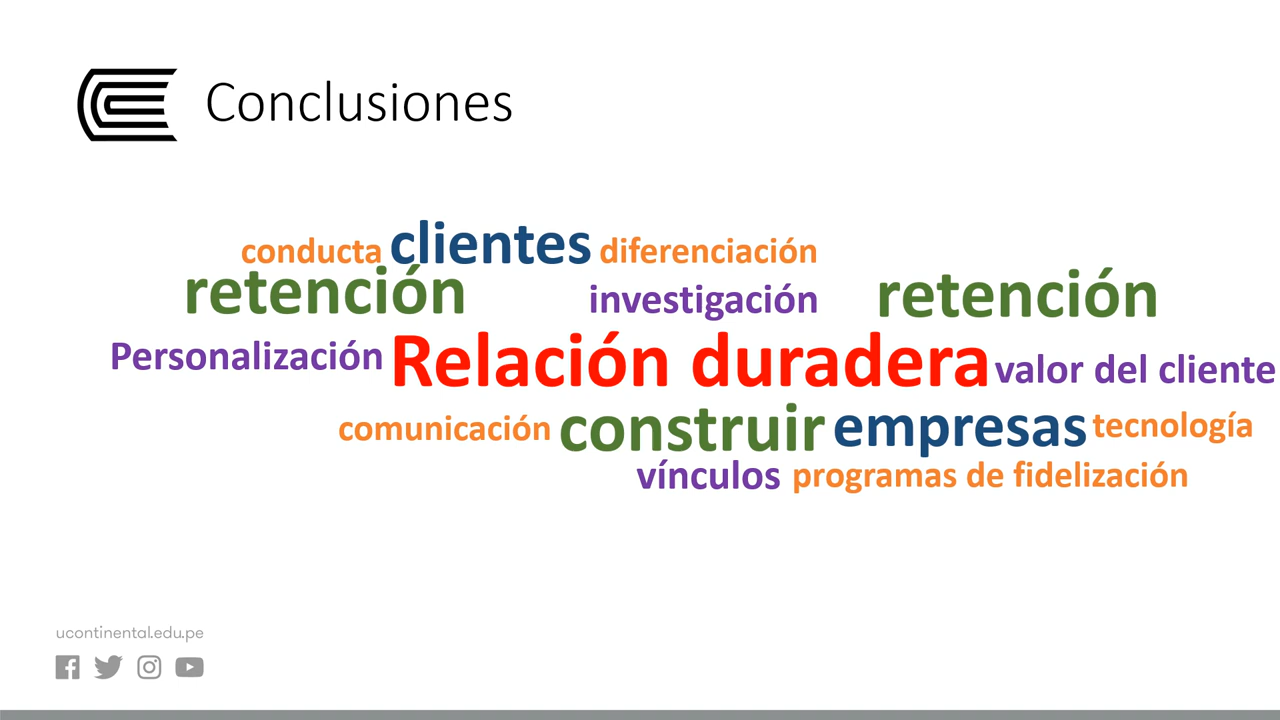 Conclusiones
conducta clientes diferenciación
retención investigación retención
Personalización Relación duradera valor del cliente
comunicación construir empresas tecnología
vínculos programas de fidelización
ucontinental.edu.pe